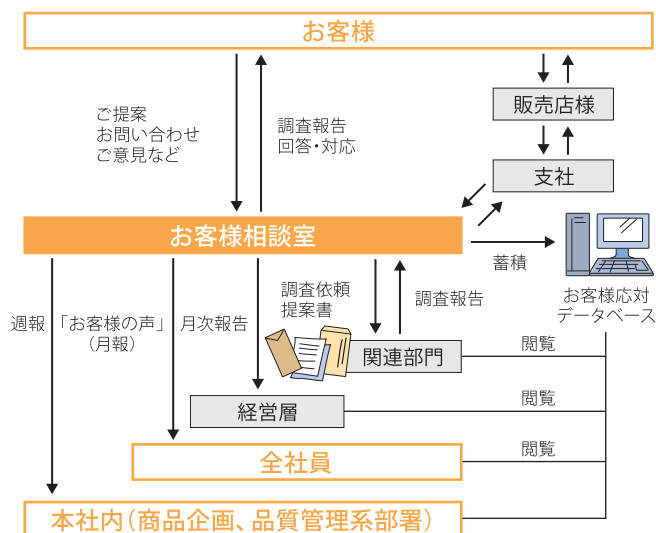 お客様
ご提案
お問い合わせ
ご意見など
調査報告
回答・対応
販売店様
支社
お客様相談室
蓄積
お客様応対
データベース
週報
「お客様の声」
（月報）
月次報告
調査依頼
提案書
調査報告
関連部門
閲覧
経営層
閲覧
全社員
閲覧
本社内（商品企画、品質管理系部署）